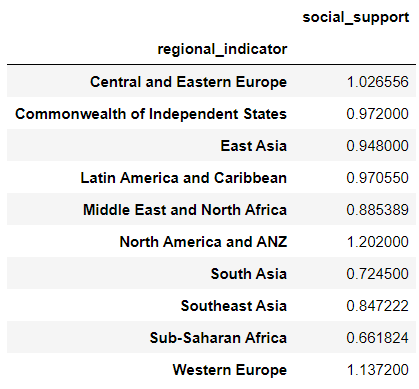 social_support
regional_indicator
Central and Eastern Europe 1.026556
Commonwealth of Independent States 0.972000
East Asia 0.948000
Latin America and Caribbean 0.970550
Middle East and North Africa 0.885389
North America and ANZ 1.202000
South Asia 0.724500
Southeast Asia 0.847222
Sub-Saharan Africa 0.661824
Western Europe 1.137200